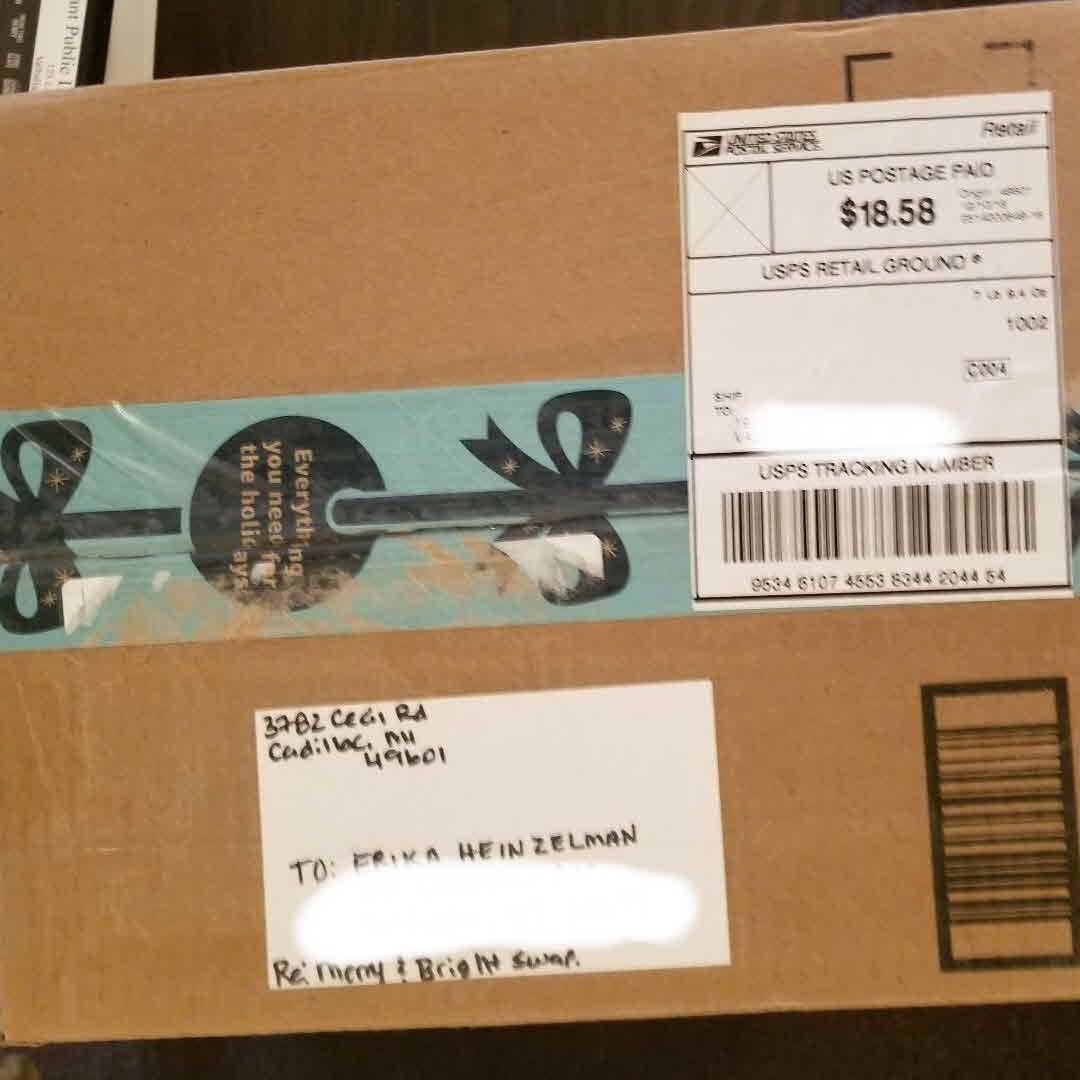 UNITED STATES
POSTAL SERVICE
Retail
US POSTAGE PAID
$18.58
USPS RETAIL GROUND ®
1002
C004
SHIP
TO:
USPS TRACKING NUMBER
9534 6107 4553 8344 2044 54
Everything
you need for
the holidays
3782 Ceci Rd
Cadillac, MI
49601
TO: ERIKA HEINZELMAN
Re: Merry & Bright Swap.